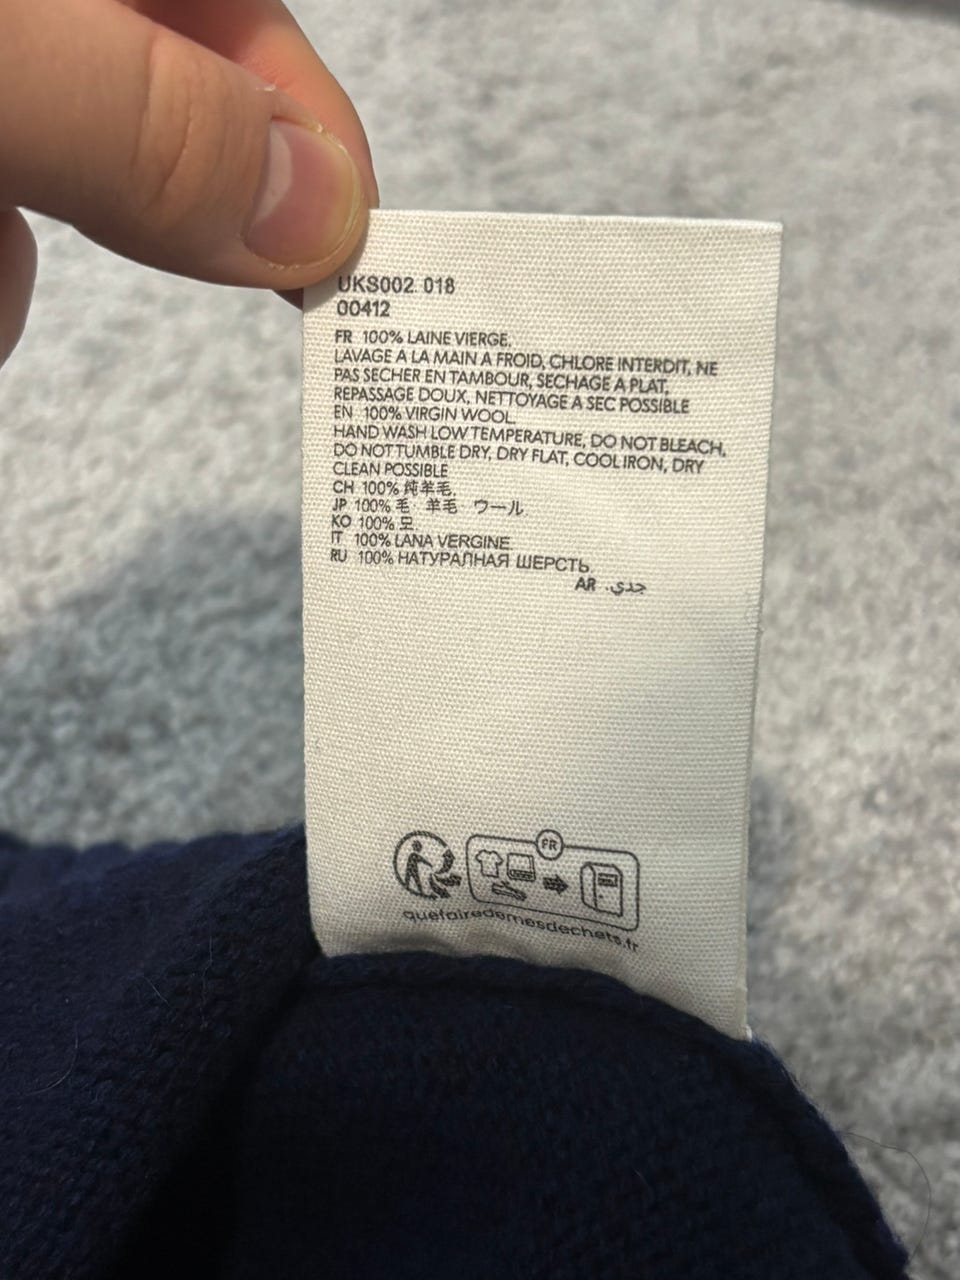 UKS002 018
00412
FR 100% LAINE VIERGE.
LAVAGE A LA MAIN A FROID, CHLORE INTERDIT, NE
PAS SECHER EN TAMBOUR, SECHAGE A PLAT,
REPASSAGE DOUX, NETTOYAGE A SEC POSSIBLE
EN 100% VIRGIN WOOL.
HAND WASH LOW TEMPERATURE, DO NOT BLEACH,
DO NOT TUMBLE DRY, DRY FLAT, COOL IRON, DRY
CLEAN POSSIBLE
CH 100% 纯羊毛.
JP 100% 毛 羊毛 ウール
KO 100% 모
IT 100% LANA VERGINE
RU 100% НАТУРАЛНАЯ ШЕРСТЬ.
AR .جدي
FR
quefairedemesdechets.fr